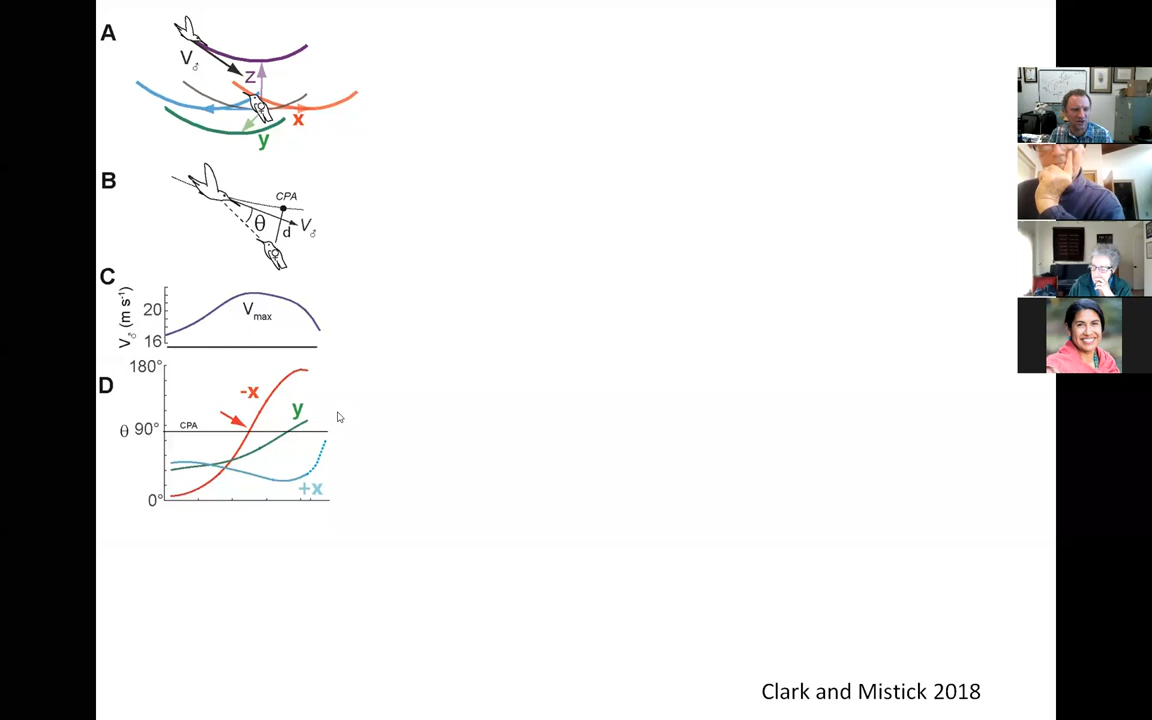 A
V♂
Z
x
y
B
CPA
θ
d
V♂
C
V♂ (m s⁻¹)
20
16
Vmax
D
180°
θ 90°
0°
CPA
-x
y
+x
Clark and Mistick 2018